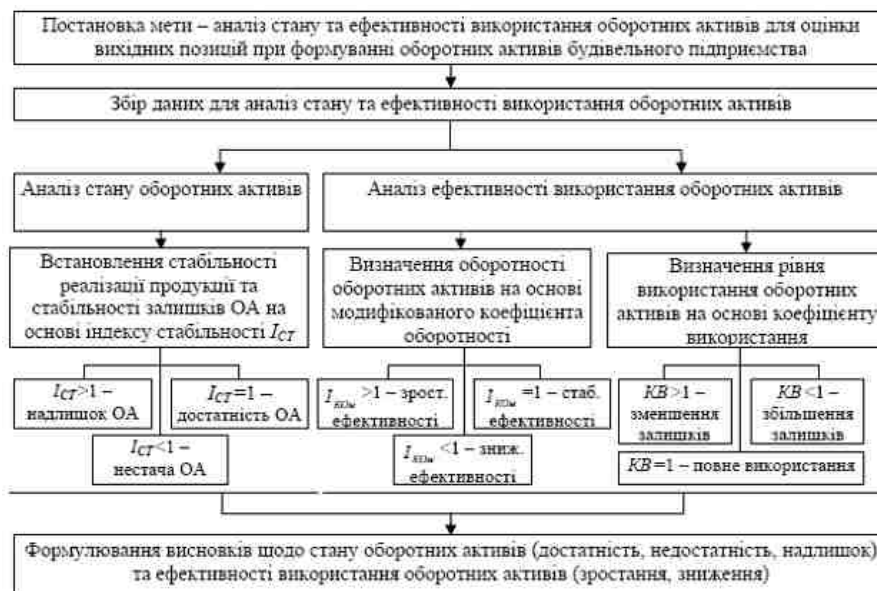 Постановка мети – аналіз стану та ефективності використання оборотних активів для оцінки
вихідних позицій при формуванні оборотних активів будівельного підприємства
Збір даних для аналіз стану та ефективності використання оборотних активів
Аналіз стану оборотних активів
Аналіз ефективності використання оборотних активів
Встановлення стабільності
реалізації продукції та
стабільності залишків ОА на
основі індексу стабільності IСТ
Визначення оборотності
оборотних активів на основі
модифікованого коефіцієнта
оборотності
Визначення рівня
використання оборотних
активів на основі коефіцієнту
використання
IСТ>1 –
надлишок ОА
IСТ=1 –
достатність ОА
IСТ<1 –
нестача ОА
IКОм >1 – зрост.
ефективності
IКОм =1 – стаб.
ефективності
IКОм <1 – зниж.
ефективності
КВ>1 –
зменшення
залишків
КВ<1 –
збільшення
залишків
КВ=1 – повне використання
Формулювання висновків щодо стану оборотних активів (достатність, недостатність, надлишок)
та ефективності використання оборотних активів (зростання, зниження)